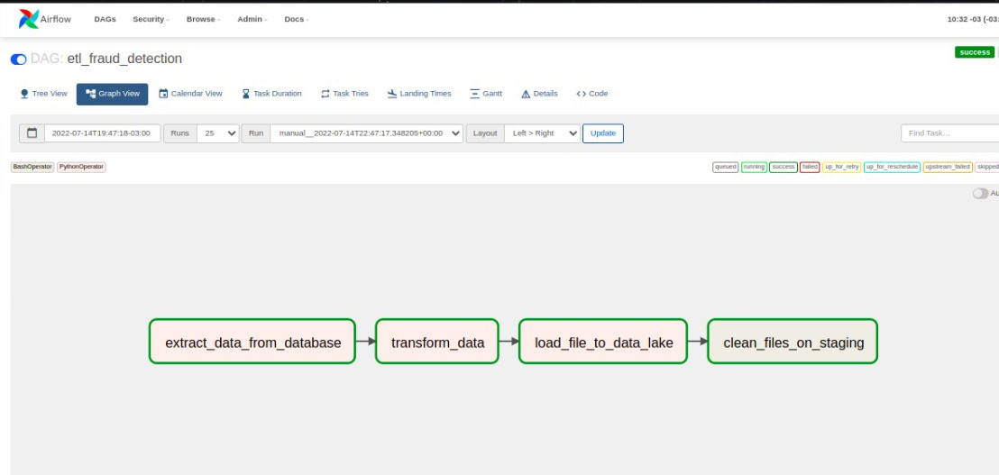 Airflow DAGs Security Browse Admin Docs 10:32 -03 (-03:
DAG: etl_fraud_detection success
Tree View Graph View Calendar View Task Duration Task Tries Landing Times Gantt Details <> Code
2022-07-14T19:47:18-03:00 Runs 25 Run manual__2022-07-14T22:47:17.348205+00:00 Layout Left > Right Update Find Task...
BashOperator PythonOperator queued running success failed up_for_retry up_for_reschedule upstream_failed skipped
Au
extract_data_from_database transform_data load_file_to_data_lake clean_files_on_staging